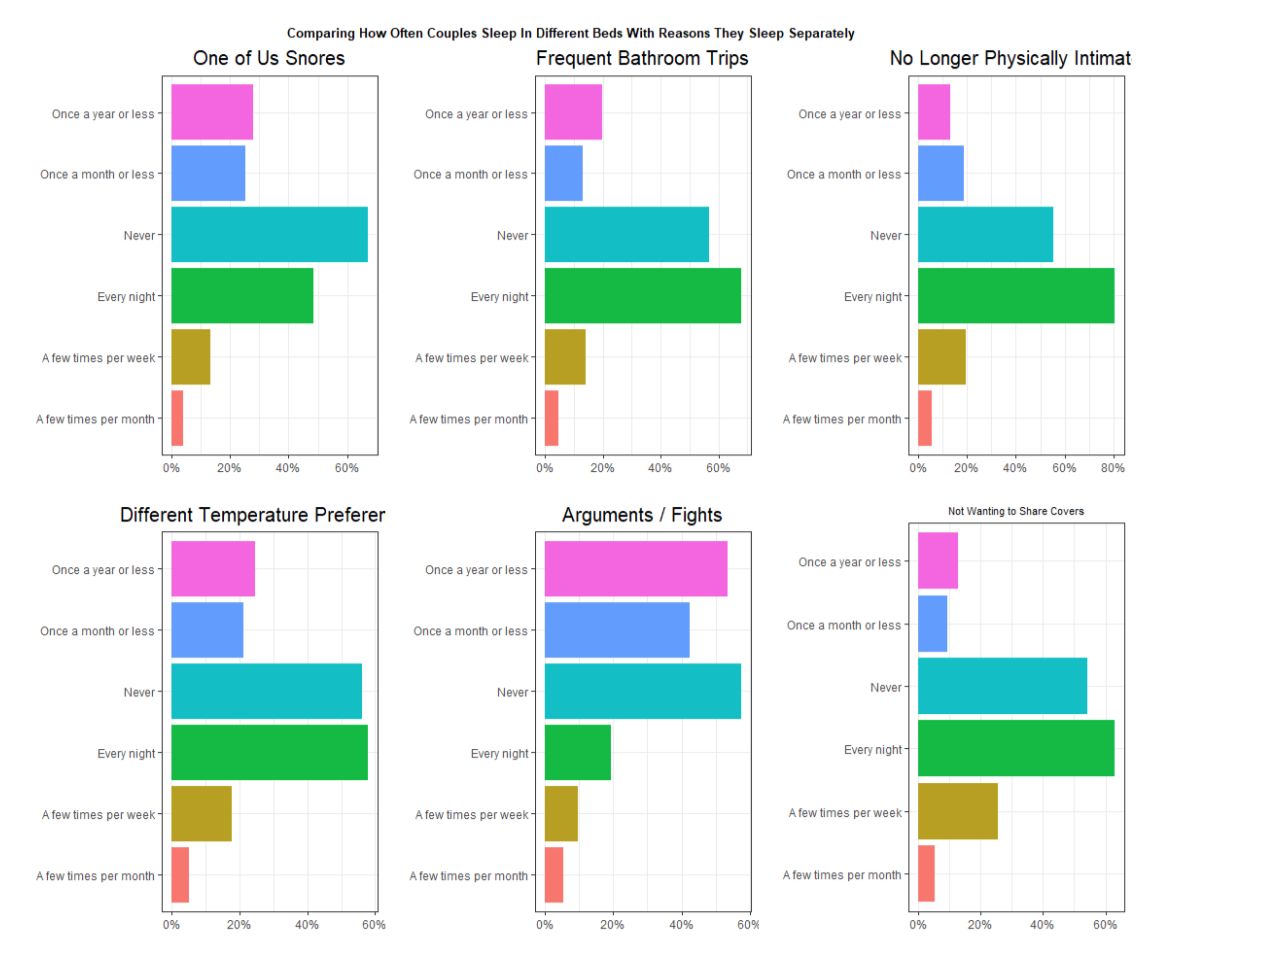 Comparing How Often Couples Sleep In Different Beds With Reasons They Sleep Separately
One of Us Snores
Once a year or less
Once a month or less
Never
Every night
A few times per week
A few times per month
0% 20% 40% 60%
Frequent Bathroom Trips
Once a year or less
Once a month or less
Never
Every night
A few times per week
A few times per month
0% 20% 40% 60%
No Longer Physically Intimat
Once a year or less
Once a month or less
Never
Every night
A few times per week
A few times per month
0% 20% 40% 60% 80%
Different Temperature Preferer
Once a year or less
Once a month or less
Never
Every night
A few times per week
A few times per month
0% 20% 40% 60%
Arguments / Fights
Once a year or less
Once a month or less
Never
Every night
A few times per week
A few times per month
0% 20% 40% 60%
Not Wanting to Share Covers
Once a year or less
Once a month or less
Never
Every night
A few times per week
A few times per month
0% 20% 40% 60%